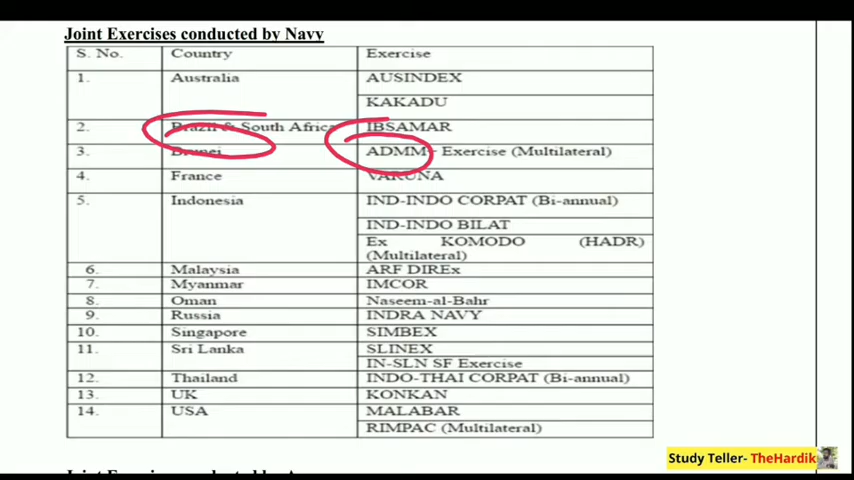 Joint Exercises conducted by Navy
S. No. Country Exercise
1. Australia AUSINDEX
KAKADU
2. Brazil & South Africa IBSAMAR
3. Brunei ADMM+ Exercise (Multilateral)
4. France VARUNA
5. Indonesia IND-INDO CORPAT (Bi-annual)
IND-INDO BILAT
Ex KOMODO (HADR)
(Multilateral)
6. Malaysia ARF DIREx
7. Myanmar IMCOR
8. Oman Naseem-al-Bahr
9. Russia INDRA NAVY
10. Singapore SIMBEX
11. Sri Lanka SLINEX
IN-SLN SF Exercise
12. Thailand INDO-THAI CORPAT (Bi-annual)
13. UK KONKAN
14. USA MALABAR
RIMPAC (Multilateral)
Study Teller- TheHardik
Joint Exercises conducted by